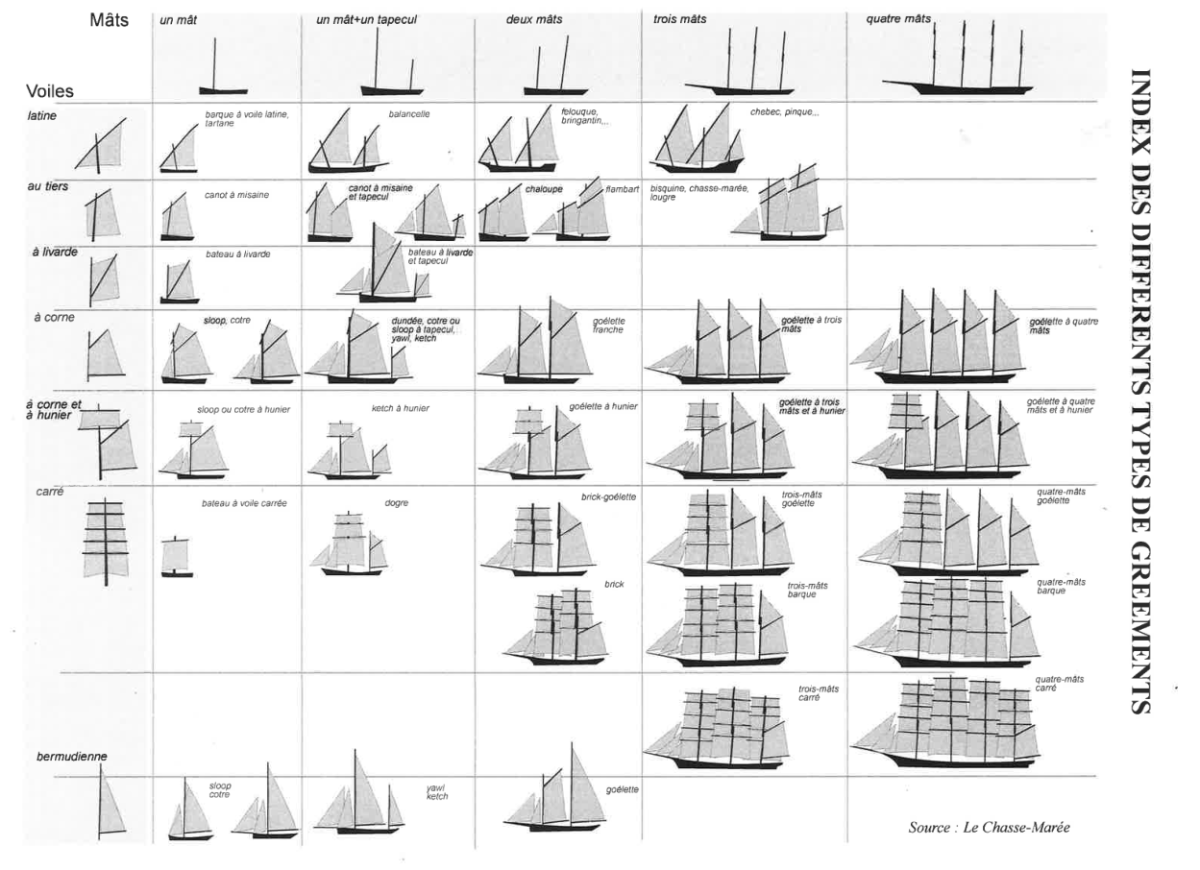 Mâts
un mât
un mât+un tapecul
deux mâts
trois mâts
quatre mâts
Voiles
latine
barque à voile latine,
tartane
balancelle
felouque,
bringantin...
chebec, pinque...
au tiers
canot à misaine
canot à misaine
et tapecul
chaloupe
flambart
bisquine, chasse-marée,
lougre
à livarde
bateau à livarde
bateau à livarde
et tapecul
à corne
sloop, cotre
dundée, cotre ou
sloop à tapecul,..
yawl, ketch
goélette
franche
goélette à trois
mâts
goélette à quatre
mâts
à corne et
à hunier
sloop ou cotre à hunier
ketch à hunier
goélette à hunier
goélette à trois
mâts et à hunier
goélette à quatre
mâts et à hunier
carré
bateau à voile carrée
dogre
brick-goélette
trois-mâts
goélette
quatre-mâts
goélette
brick
trois-mâts
barque
quatre-mâts
barque
trois-mâts
carré
quatre-mâts
carré
bermudienne
sloop
cotre
yawl
ketch
goélette
Source : Le Chasse-Marée
INDEX DES DIFFERENTS TYPES DE GREEMENTS